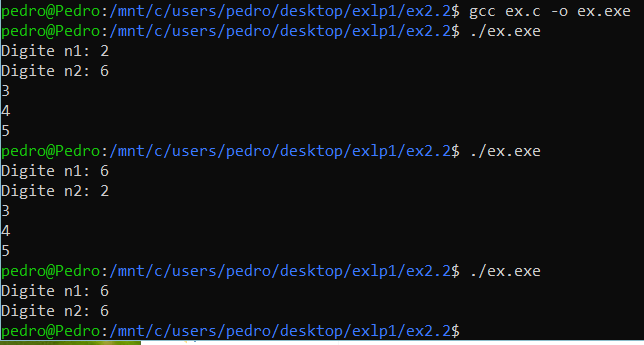 pedro@Pedro:/mnt/c/users/pedro/desktop/exlp1/ex2.2$ gcc ex.c -o ex.exe
pedro@Pedro:/mnt/c/users/pedro/desktop/exlp1/ex2.2$ ./ex.exe
Digite n1: 2
Digite n2: 6
3
4
5
pedro@Pedro:/mnt/c/users/pedro/desktop/exlp1/ex2.2$ ./ex.exe
Digite n1: 6
Digite n2: 2
3
4
5
pedro@Pedro:/mnt/c/users/pedro/desktop/exlp1/ex2.2$ ./ex.exe
Digite n1: 6
Digite n2: 6
pedro@Pedro:/mnt/c/users/pedro/desktop/exlp1/ex2.2$